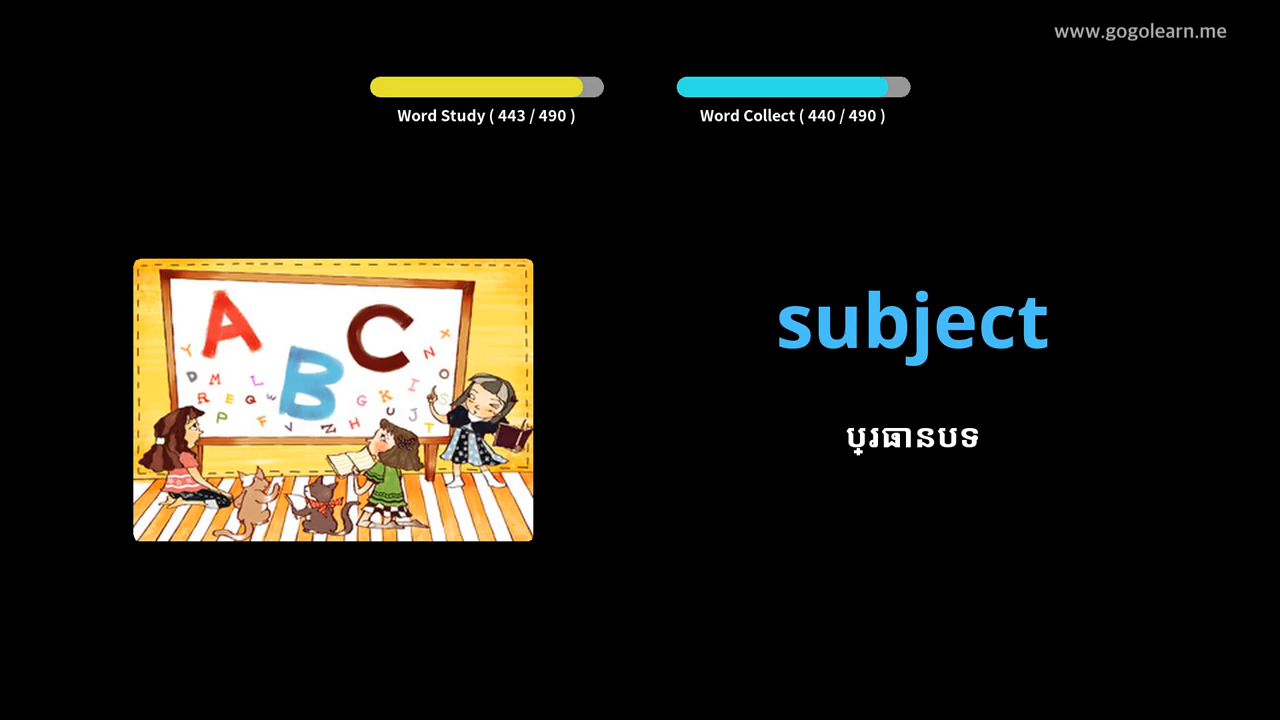 www.gogolearn.me
Word Study ( 443 / 490 )
Word Collect ( 440 / 490 )
A
B
C
X
Y
N
D M L O
R E Q W G K I S
P F V Z H U J T
subject
ប្រធានបទ